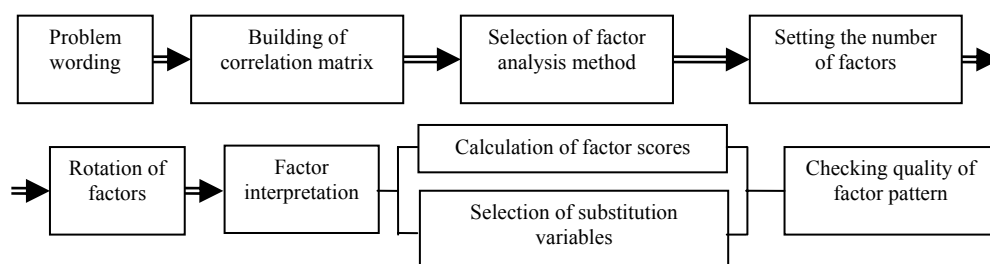 Problem
wording
Building of
correlation matrix
Selection of factor
analysis method
Setting the number
of factors
Rotation of
factors
Factor
interpretation
Calculation of factor scores
Selection of substitution
variables
Checking quality of
factor pattern